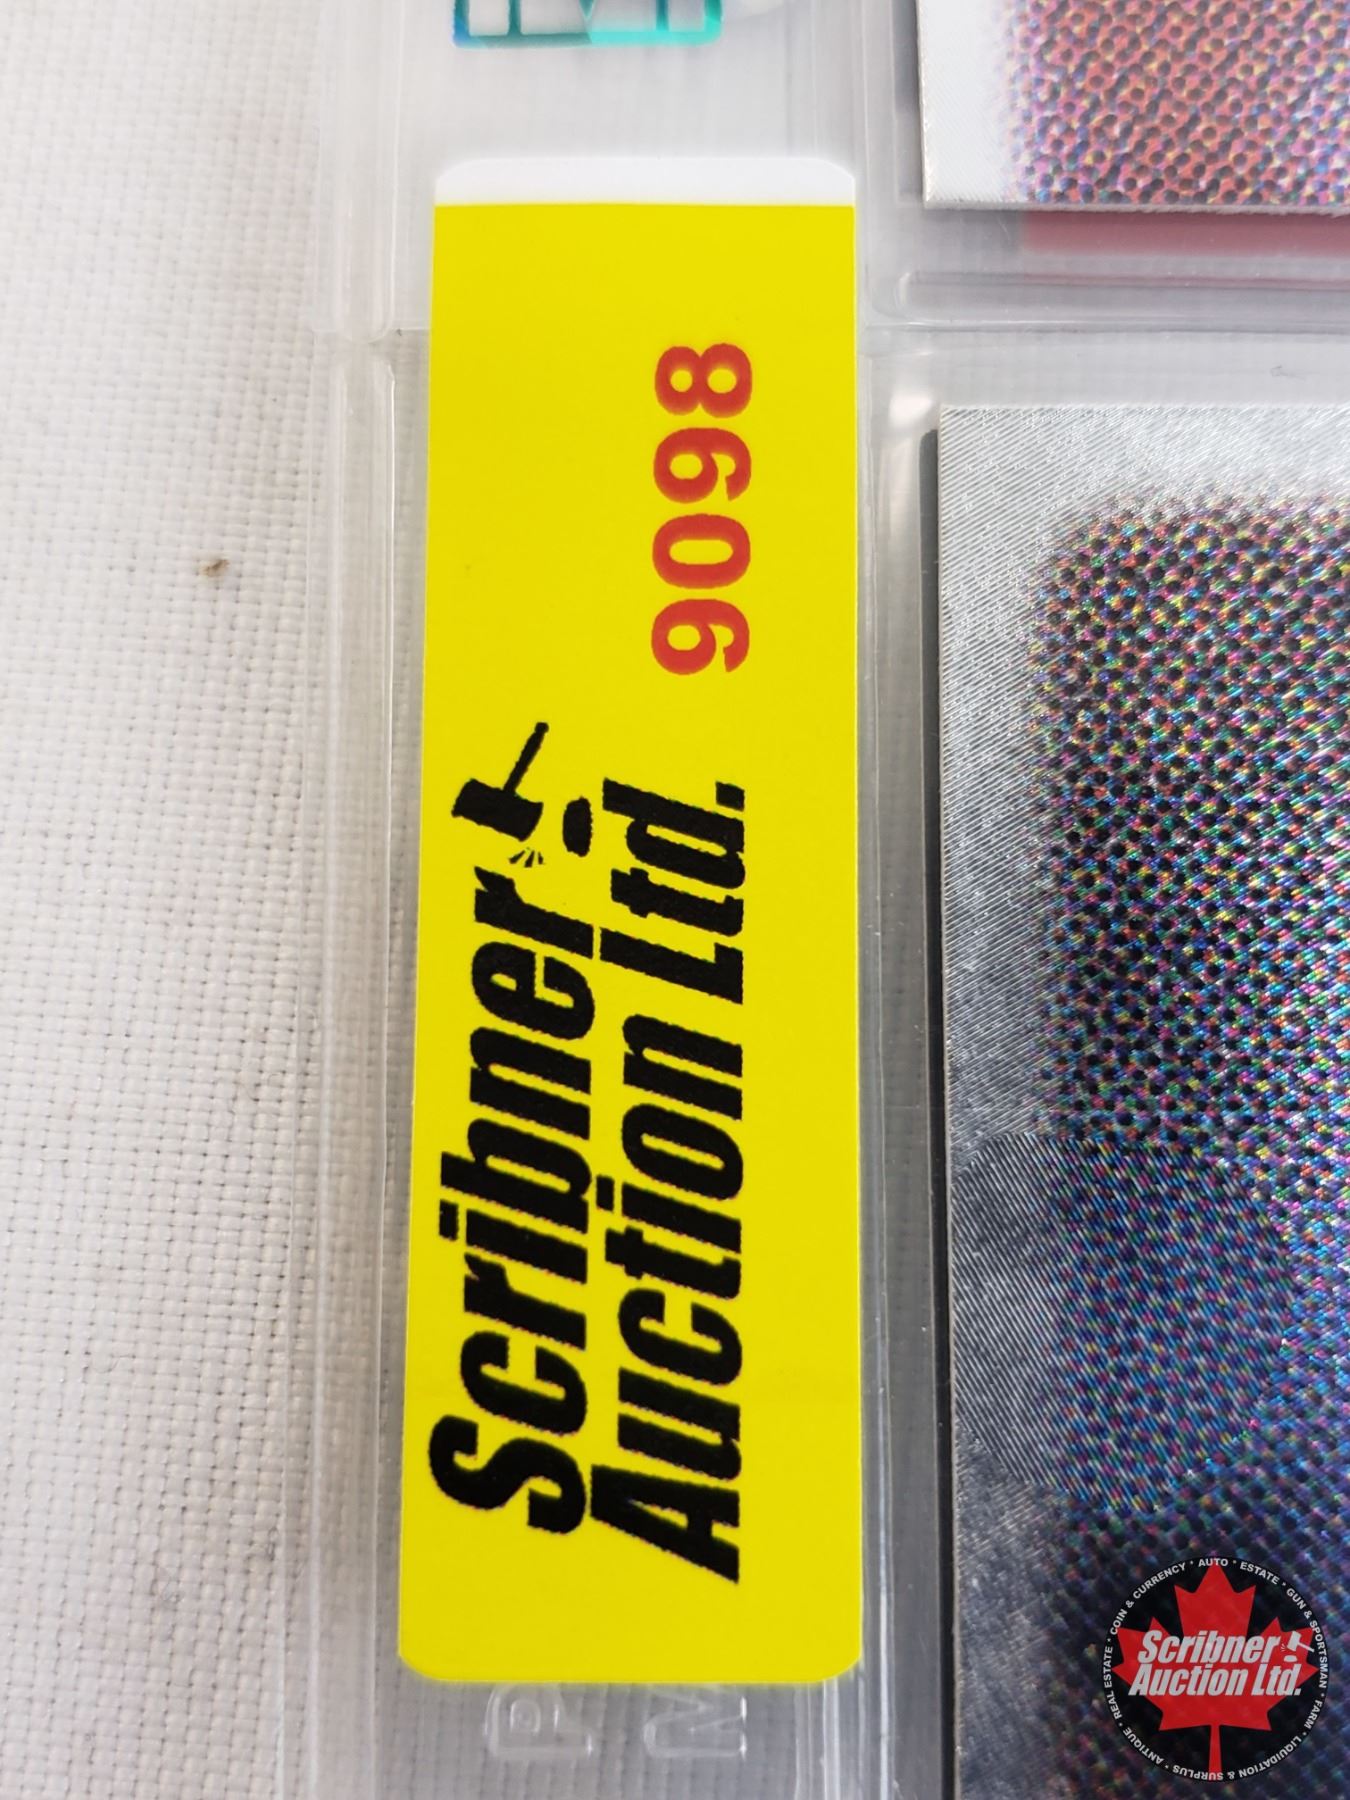 Scribner
Auction Ltd.
9098
P
M
Scribner
Auction Ltd.
AUTO * ESTATE * GUN & SPORTSMAN * FARM * LIQUIDATION & SURPLUS * ANTIQUE * REAL ESTATE * COIN & CURRENCY *